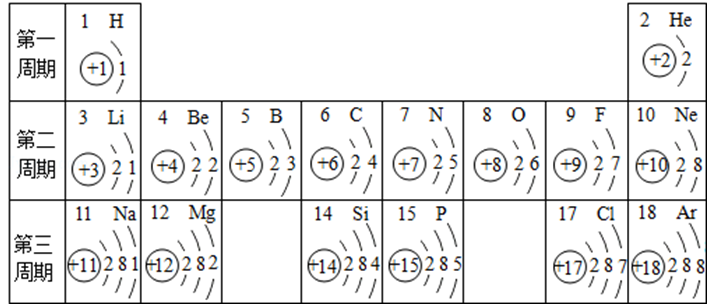 第一周期
1 H
+1 1
2 He
+2 2
第二周期
3 Li
+3 2 1
4 Be
+4 2 2
5 B
+5 2 3
6 C
+6 2 4
7 N
+7 2 5
8 O
+8 2 6
9 F
+9 2 7
10 Ne
+10 2 8
第三周期
11 Na
+11 2 8 1
12 Mg
+12 2 8 2
14 Si
+14 2 8 4
15 P
+15 2 8 5
17 Cl
+17 2 8 7
18 Ar
+18 2 8 8